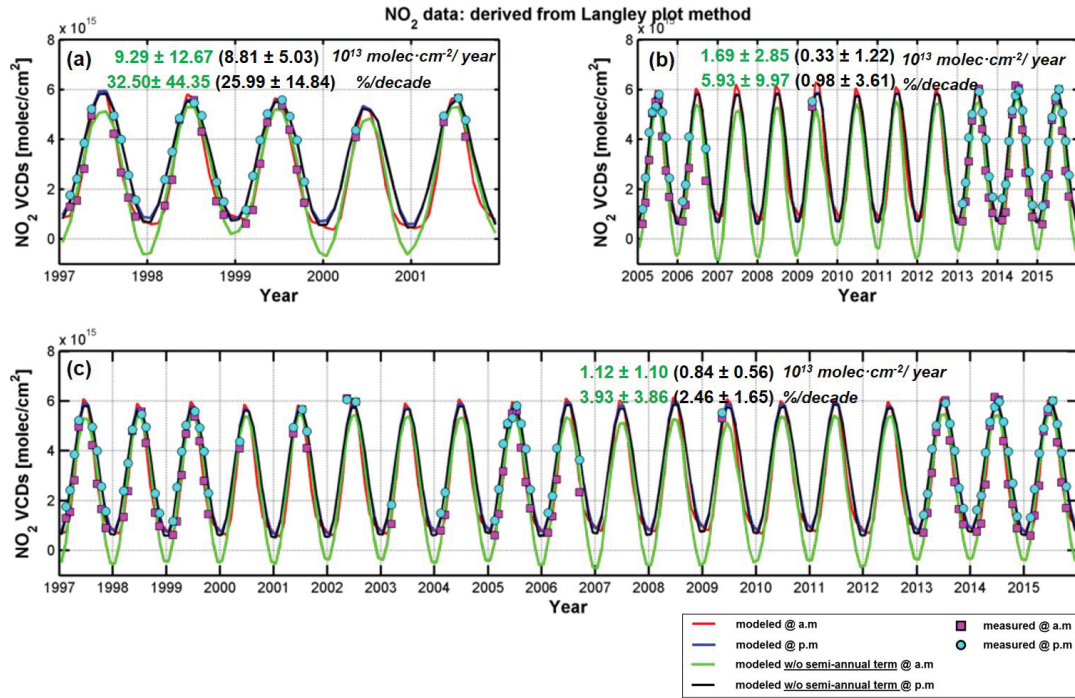 NO2 data: derived from Langley plot method
x 10^15
(a)
9.29 ± 12.67 (8.81 ± 5.03) 10^13 molec·cm^-2/ year
32.50± 44.35 (25.99 ± 14.84) %/decade
NO2 VCDs [molec/cm^2]
8
6
4
2
0
1997 1998 1999 2000 2001
Year
x 10^15
(b)
1.69 ± 2.85 (0.33 ± 1.22) 10^13 molec·cm^-2/ year
5.93 ± 9.97 (0.98 ± 3.61) %/decade
NO2 VCDs [molec/cm^2]
8
6
4
2
0
2005 2006 2007 2008 2009 2010 2011 2012 2013 2014 2015
Year
x 10^15
(c)
1.12 ± 1.10 (0.84 ± 0.56) 10^13 molec·cm^-2/ year
3.93 ± 3.86 (2.46 ± 1.65) %/decade
NO2 VCDs [molec/cm^2]
8
6
4
2
0
1997 1998 1999 2000 2001 2002 2003 2004 2005 2006 2007 2008 2009 2010 2011 2012 2013 2014 2015
Year
modeled @ a.m
modeled @ p.m
modeled w/o semi-annual term @ a.m
modeled w/o semi-annual term @ p.m
measured @ a.m
measured @ p.m